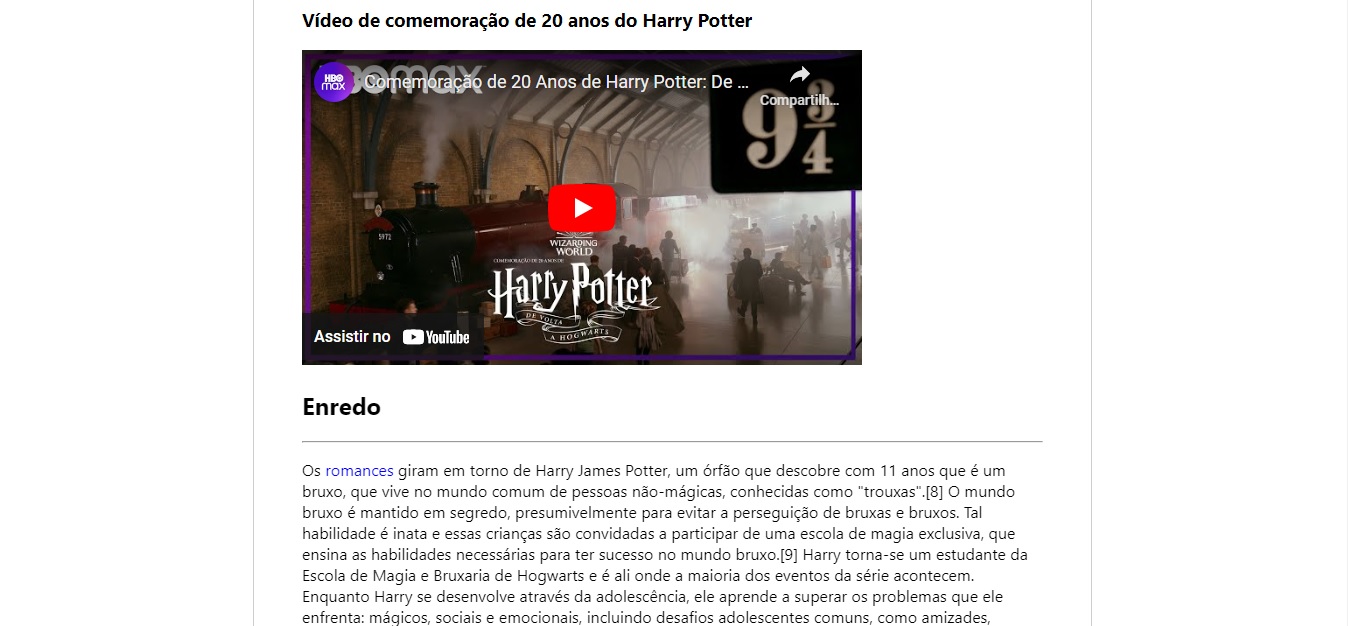 Vídeo de comemoração de 20 anos do Harry Potter
HBO max
HBOmax
Comemoração de 20 Anos de Harry Potter: De ...
Compartilh...
9 3/4
5972
WIZARDING
WORLD
COMEMORAÇÃO DE 20 ANOS DE
Harry Potter
DE VOLTA
A HOGWARTS
Assistir no YouTube
Enredo
Os romances giram em torno de Harry James Potter, um órfão que descobre com 11 anos que é um
bruxo, que vive no mundo comum de pessoas não-mágicas, conhecidas como "trouxas".[8] O mundo
bruxo é mantido em segredo, presumivelmente para evitar a perseguição de bruxas e bruxos. Tal
habilidade é inata e essas crianças são convidadas a participar de uma escola de magia exclusiva, que
ensina as habilidades necessárias para ter sucesso no mundo bruxo.[9] Harry torna-se um estudante da
Escola de Magia e Bruxaria de Hogwarts e é ali onde a maioria dos eventos da série acontecem.
Enquanto Harry se desenvolve através da adolescência, ele aprende a superar os problemas que ele
enfrenta: mágicos, sociais e emocionais, incluindo desafios adolescentes comuns, como amizades,